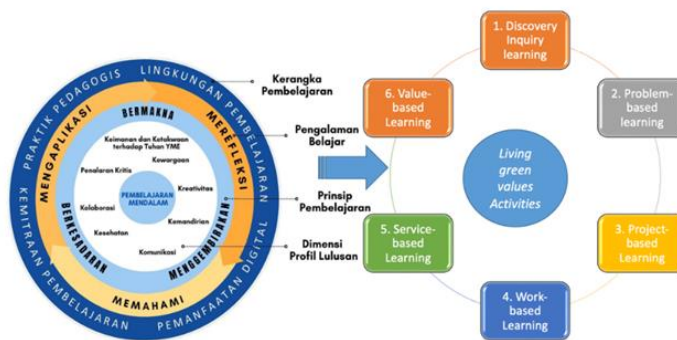 PRAKTIK PEDAGOGIS
LINGKUNGAN PEMBELAJARAN
PEMANFAATAN DIGITAL
KEMITRAAN PEMBELAJARAN
MENGAPLIKASI
MEREFLEKSI
MEMAHAMI
BERMAKNA
MENGGEMBIRAKAN
BERKESADARAN
Keimanan dan Ketakwaan
terhadap Tuhan YME
Kewargaan
Penalaran Kritis
Kreativitas
PEMBELAJARAN
MENDALAM
Kolaborasi
Kemandirian
Kesehatan
Komunikasi
Kerangka
Pembelajaran
Pengalaman
Belajar
Prinsip
Pembelajaran
Dimensi
Profil Lulusan
1. Discovery
Inquiry
learning
2. Problem-
based
learning
3. Project-
based
Learning
4. Work-
based
Learning
5. Service-
based
Learning
6. Value-
based
Learning
Living
green
values
Activities